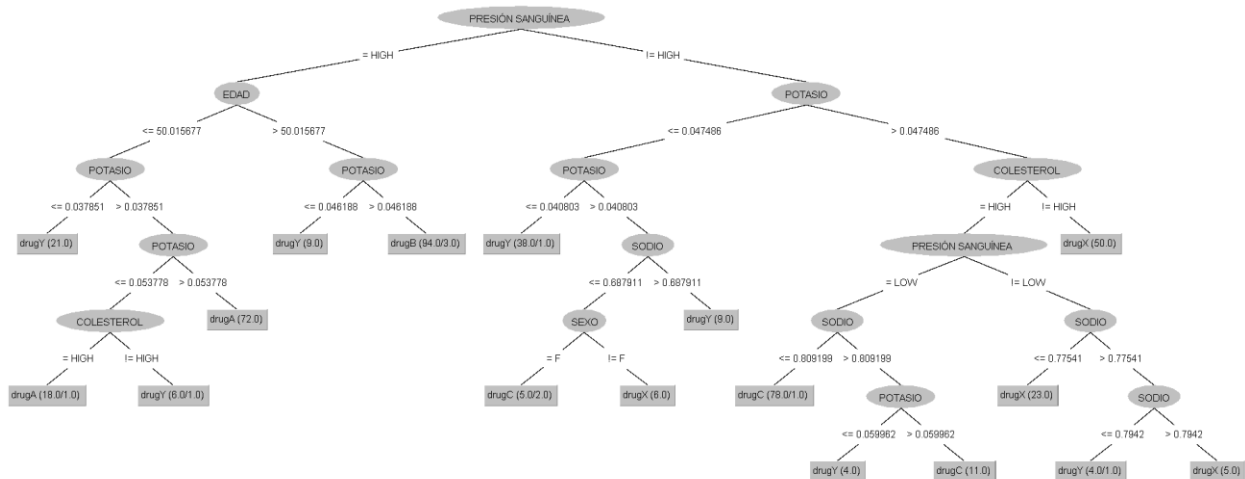 PRESIÓN SANGUÍNEA
= HIGH != HIGH
EDAD POTASIO
<= 50.015677 > 50.015677 <= 0.047486 > 0.047486
POTASIO POTASIO POTASIO COLESTEROL
<= 0.037851 > 0.037851 <= 0.046188 > 0.046188 <= 0.040803 > 0.040803 = HIGH != HIGH
drugY (21.0) POTASIO drugY (9.0) drugB (94.0/3.0) drugY (38.0/1.0) SODIO PRESIÓN SANGUÍNEA drugX (50.0)
<= 0.053778 > 0.053778 <= 0.687911 > 0.687911 = LOW != LOW
COLESTEROL drugA (72.0) SEXO drugY (9.0) SODIO SODIO
= HIGH != HIGH = F != F <= 0.809199 > 0.809199 <= 0.77541 > 0.77541
drugA (18.0/1.0) drugY (6.0/1.0) drugC (5.0/2.0) drugX (6.0) drugC (78.0/1.0) POTASIO drugX (23.0) SODIO
<= 0.059962 > 0.059962 <= 0.7942 > 0.7942
drugY (4.0) drugC (11.0) drugY (4.0/1.0) drugX (5.0)